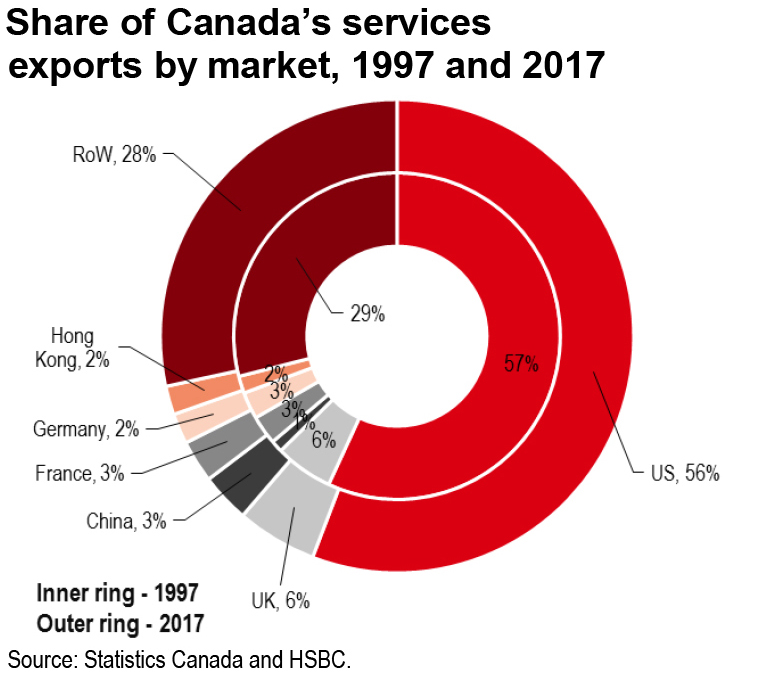 Share of Canada's services
exports by market, 1997 and 2017
RoW, 28%
29%
Hong
Kong, 2%
2%
57%
3%
3%
1%
6%
Germany, 2%
France, 3%
US, 56%
China, 3%
UK, 6%
Inner ring - 1997
Outer ring - 2017
Source: Statistics Canada and HSBC.